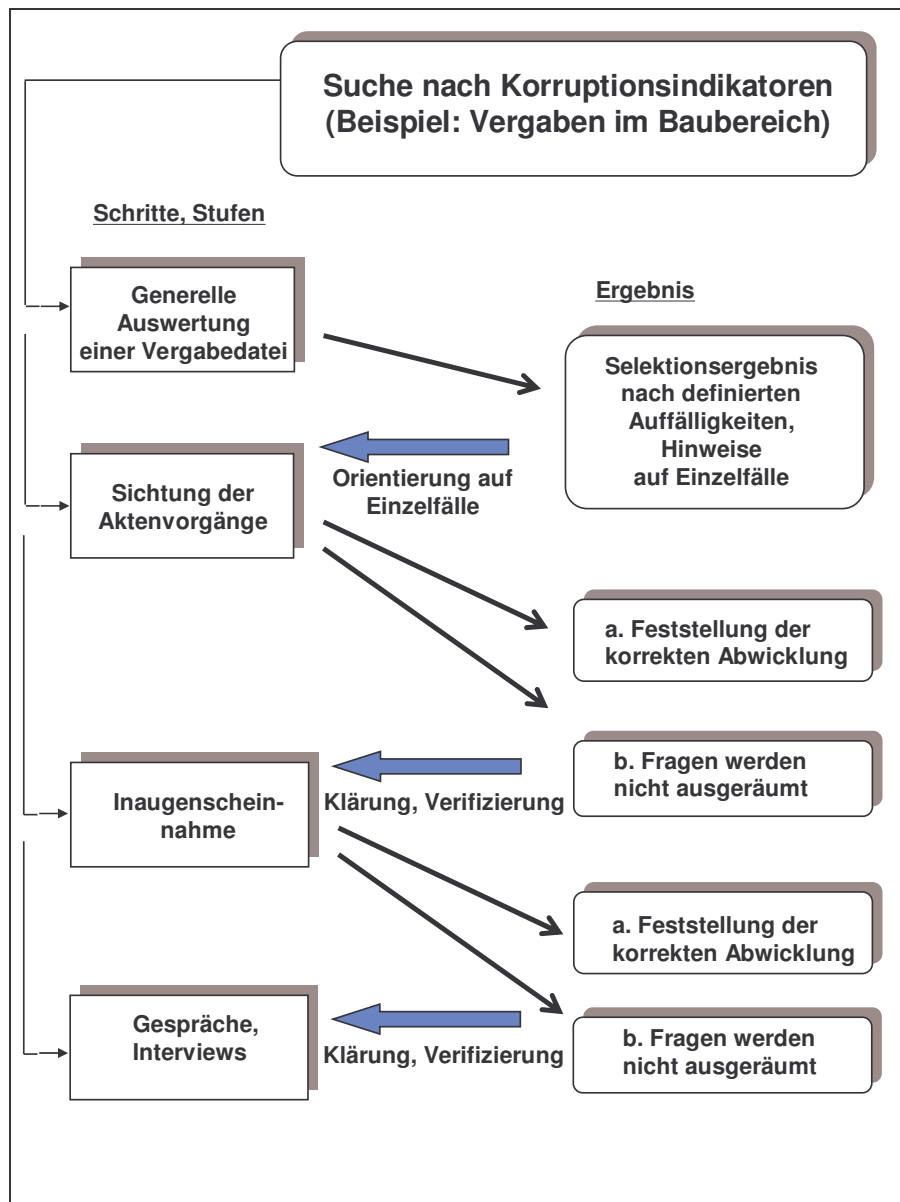 Suche nach Korruptionsindikatoren
(Beispiel: Vergaben im Baubereich)
Schritte, Stufen
Generelle
Auswertung
einer Vergabedatei
Ergebnis
Selektionsergebnis
nach definierten
Auffälligkeiten,
Hinweise
auf Einzelfälle
Orientierung auf
Einzelfälle
Sichtung der
Aktenvorgänge
a. Feststellung der
korrekten Abwicklung
b. Fragen werden
nicht ausgeräumt
Klärung, Verifizierung
Inaugenschein-
nahme
a. Feststellung der
korrekten Abwicklung
b. Fragen werden
nicht ausgeräumt
Klärung, Verifizierung
Gespräche,
Interviews